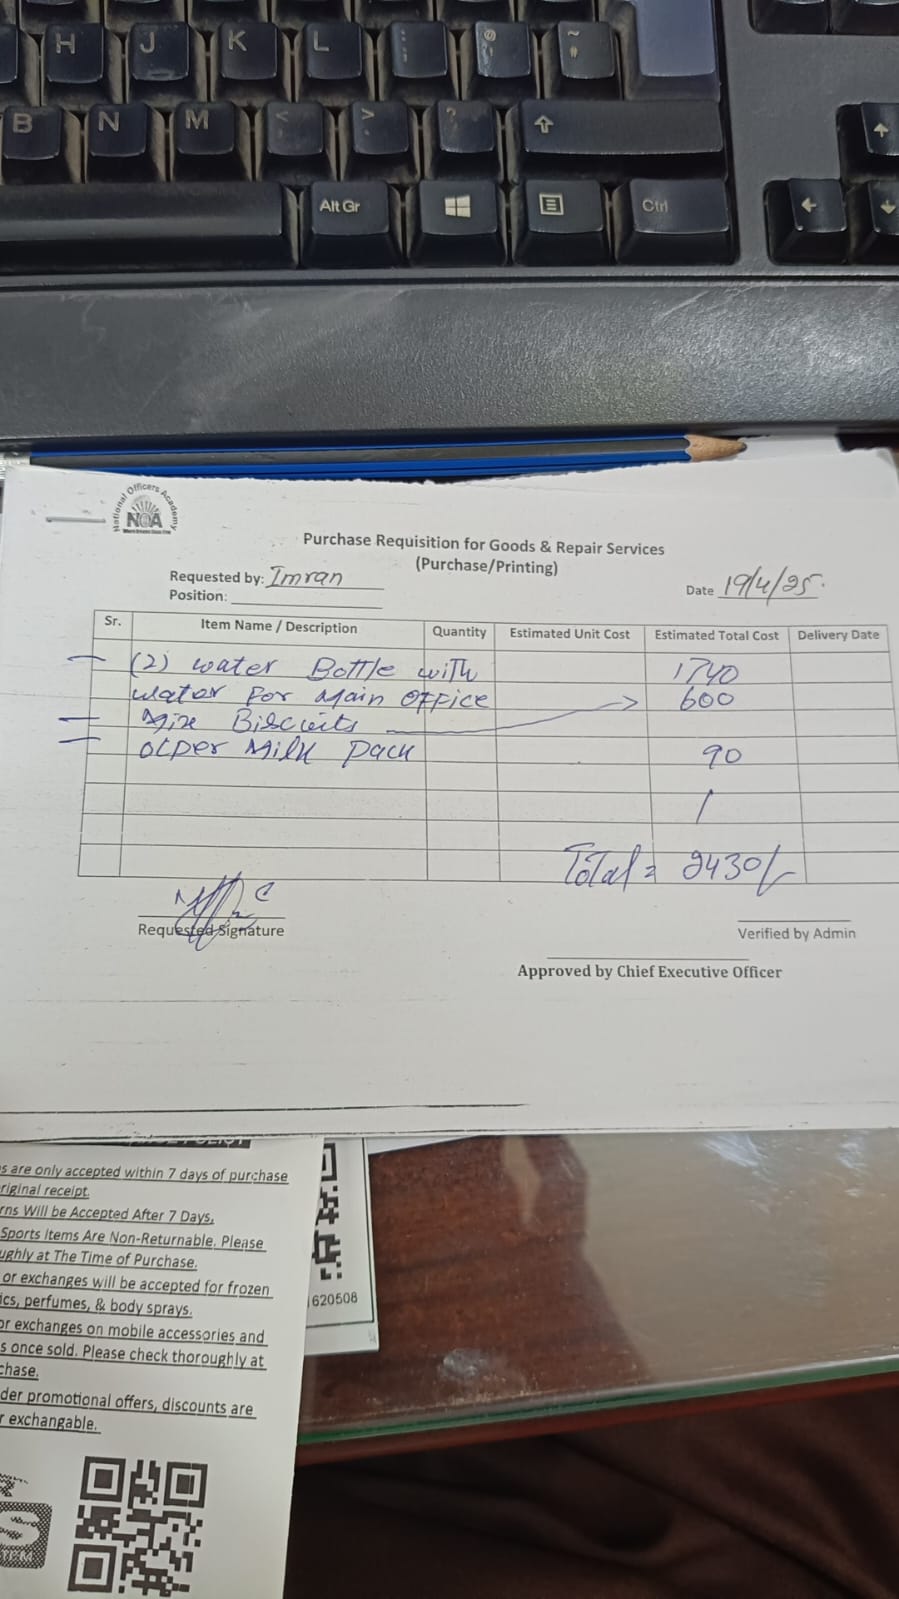 H J K L
B N M < > ?
Alt Gr Ctrl
National Officers Academy
NOA
Purchase Requisition for Goods & Repair Services
(Purchase/Printing)
Requested by: Imran
Position:
Date 19/4/25.
Sr. Item Name / Description Quantity Estimated Unit Cost Estimated Total Cost Delivery Date
(2) water Bottle with 1740
water For Main OFFice 600
Mix Biscuits
olper Milk pack 90
Total = 2430/-
Requested Signature
Verified by Admin
Approved by Chief Executive Officer
s are only accepted within 7 days of purchase
riginal receipt.
rns Will be Accepted After 7 Days,
Sports Items Are Non-Returnable. Please
ughly at The Time of Purchase.
or exchanges will be accepted for frozen
ics, perfumes, & body sprays.
or exchanges on mobile accessories and
s once sold. Please check thoroughly at
chase.
der promotional offers, discounts are
r exchangable.
620508